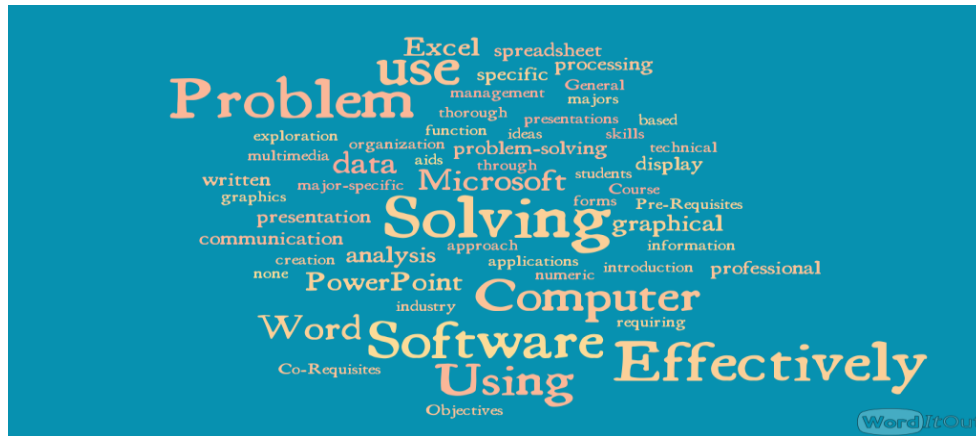 Excel spreadsheet
use specific processing
Problem management General
majors
thorough presentations based
exploration function ideas skills
organization problem-solving technical
multimedia data aids through display
written major-specific Microsoft students
graphics Course
forms Pre-Requisites
presentation Solving graphical
communication approach information
creation analysis applications introduction professional
none PowerPoint numeric
industry Computer
Word requiring
Software Effectively
Co-Requisites Using
Objectives
WordItOut